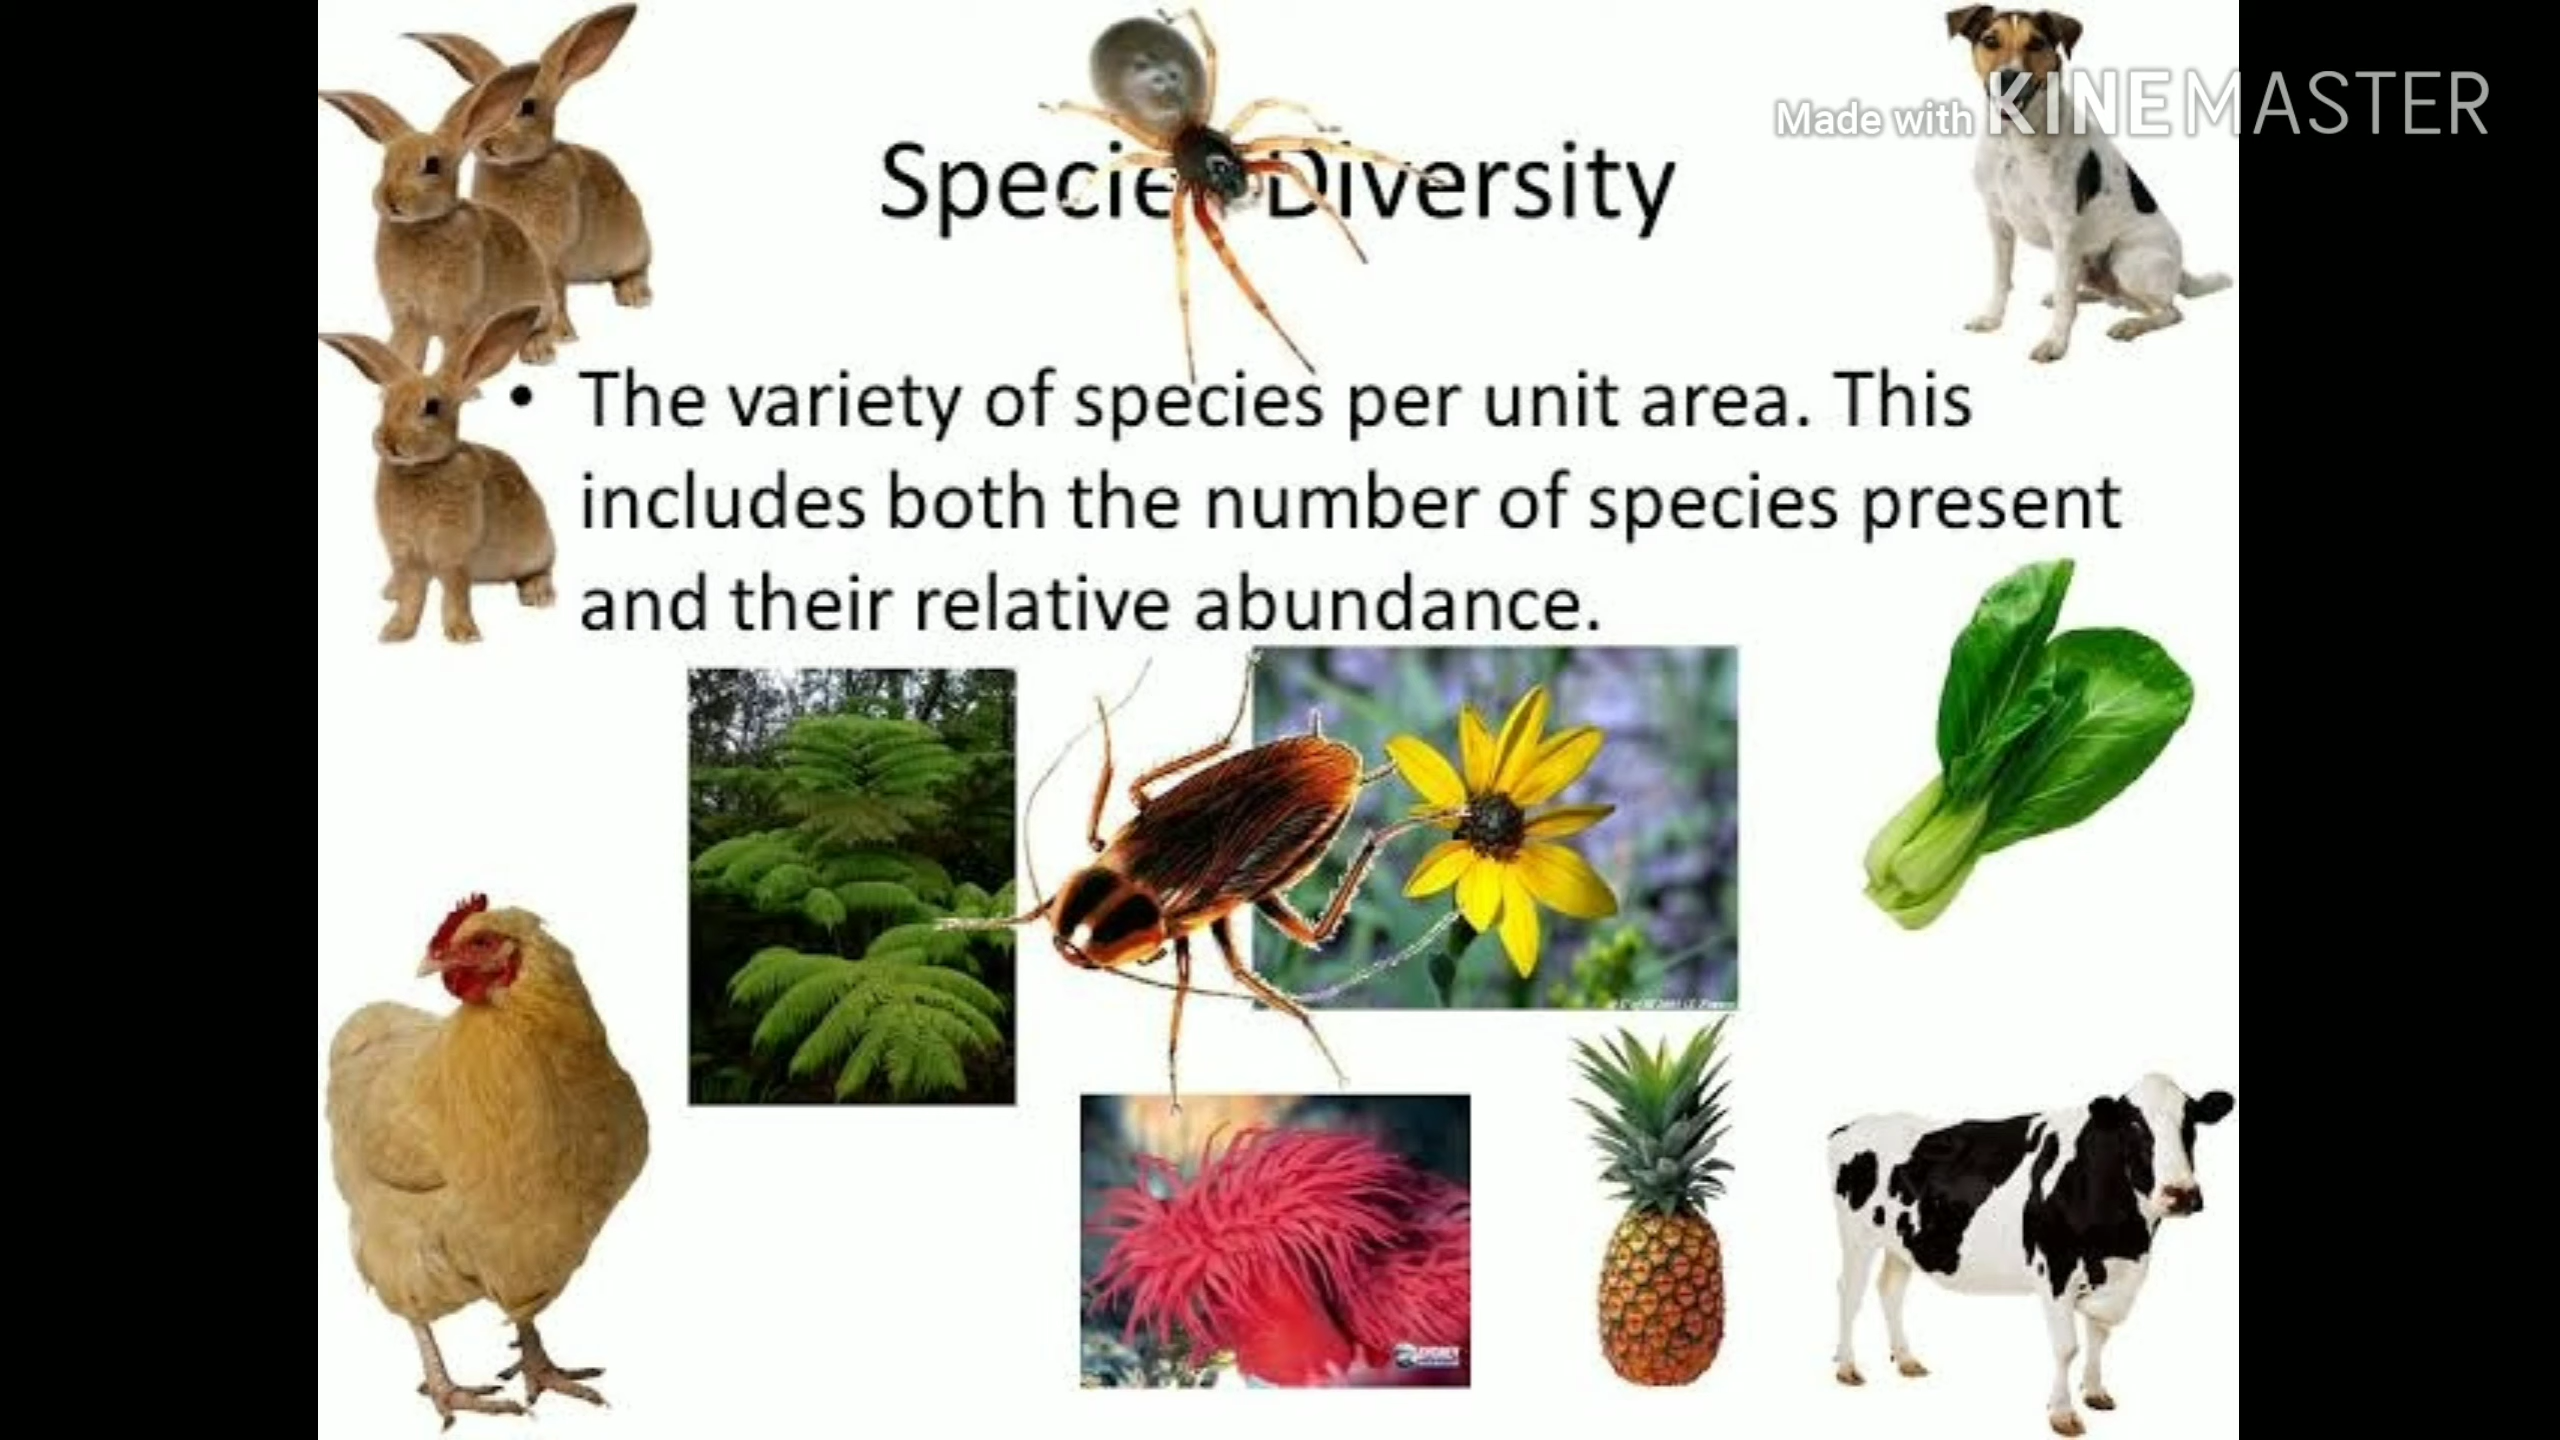 Made with KINEMASTER
Species Diversity
• The variety of species per unit area. This
includes both the number of species present
and their relative abundance.